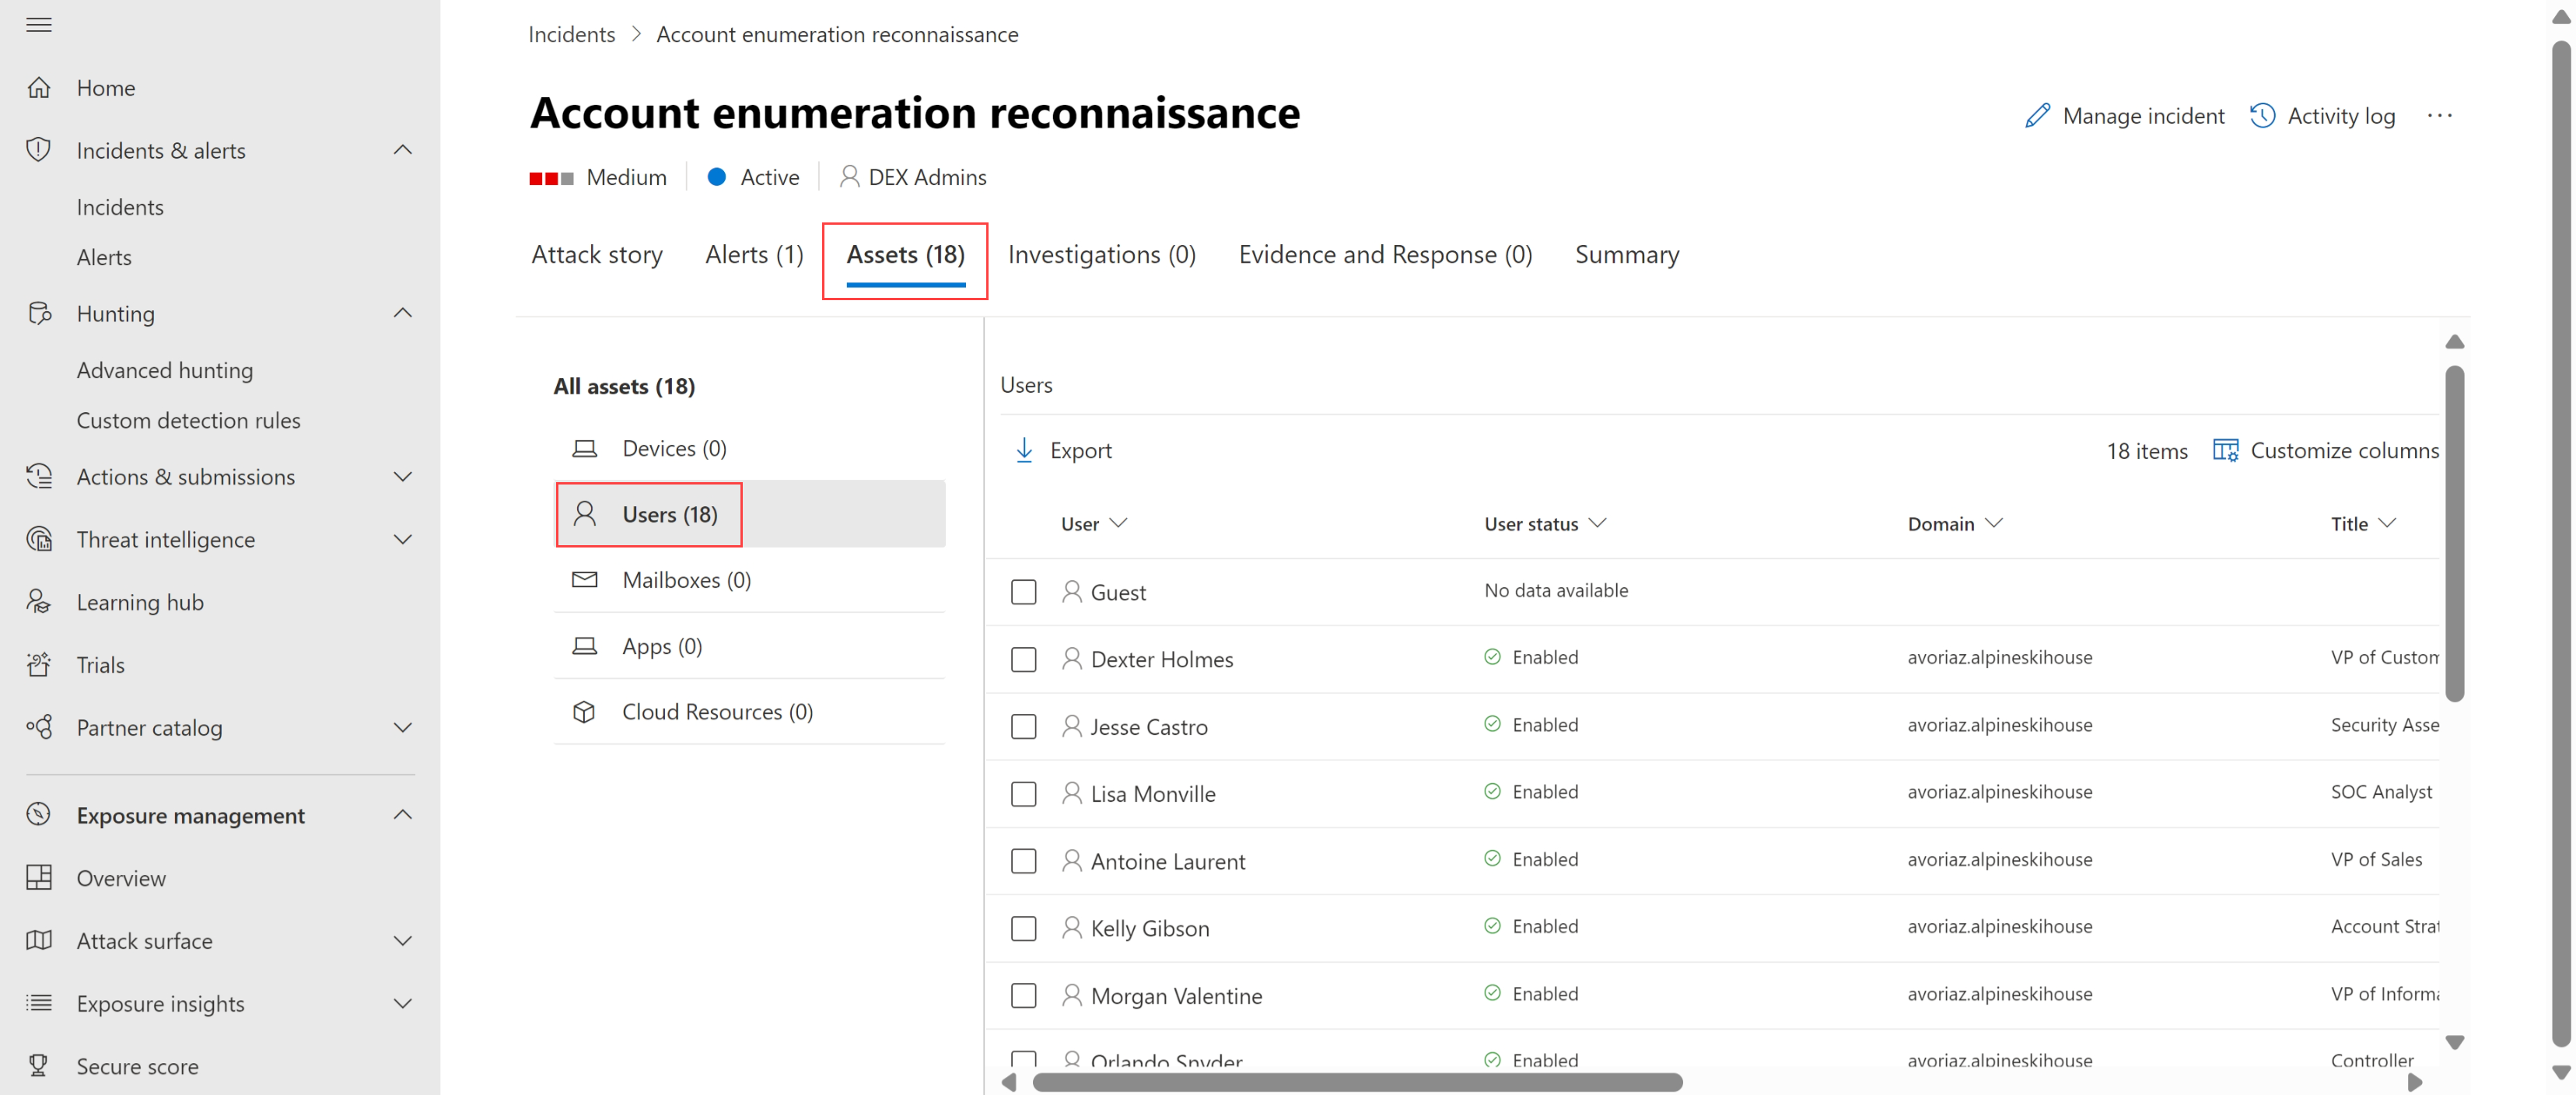 Home
Incidents & alerts
Incidents
Alerts
Hunting
Advanced hunting
Custom detection rules
Actions & submissions
Threat intelligence
Learning hub
Trials
Partner catalog
Exposure management
Overview
Attack surface
Exposure insights
Secure score
Incidents > Account enumeration reconnaissance
Account enumeration reconnaissance
Manage incident Activity log ...
Medium Active DEX Admins
Attack story Alerts (1) Assets (18) Investigations (0) Evidence and Response (0) Summary
All assets (18)
Devices (0)
Users (18)
Mailboxes (0)
Apps (0)
Cloud Resources (0)
Users
Export 18 items Customize columns
User User status Domain Title
Guest No data available
Dexter Holmes Enabled avoriaz.alpineskihouse VP of Custom
Jesse Castro Enabled avoriaz.alpineskihouse Security Asse
Lisa Monville Enabled avoriaz.alpineskihouse SOC Analyst
Antoine Laurent Enabled avoriaz.alpineskihouse VP of Sales
Kelly Gibson Enabled avoriaz.alpineskihouse Account Strat
Morgan Valentine Enabled avoriaz.alpineskihouse VP of Informa
Orlando Snyder Enabled avoriaz.alpineskihouse Controller